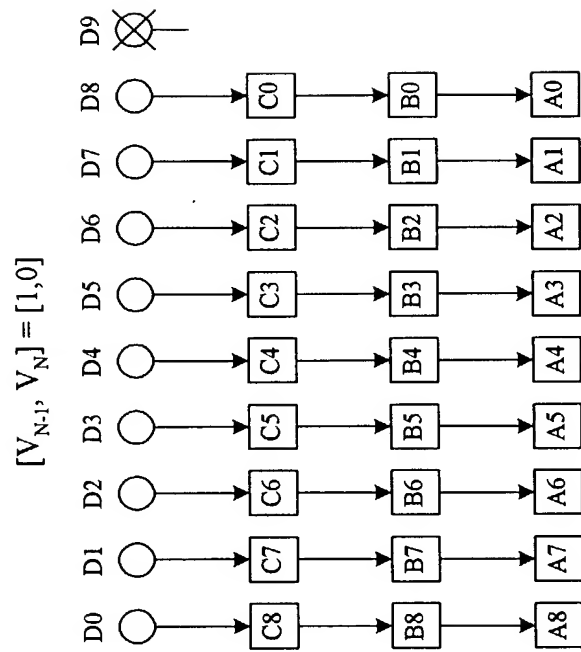 [V_{N-1}, V_N] = [1,0]
D0 D1 D2 D3 D4 D5 D6 D7 D8 D9
C8 C7 C6 C5 C4 C3 C2 C1 C0
B8 B7 B6 B5 B4 B3 B2 B1 B0
A8 A7 A6 A5 A4 A3 A2 A1 A0